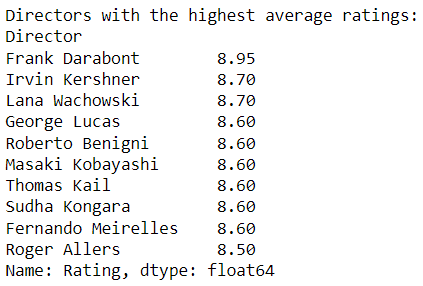 Directors with the highest average ratings:
Director
Frank Darabont 8.95
Irvin Kershner 8.70
Lana Wachowski 8.70
George Lucas 8.60
Roberto Benigni 8.60
Masaki Kobayashi 8.60
Thomas Kail 8.60
Sudha Kongara 8.60
Fernando Meirelles 8.60
Roger Allers 8.50
Name: Rating, dtype: float64